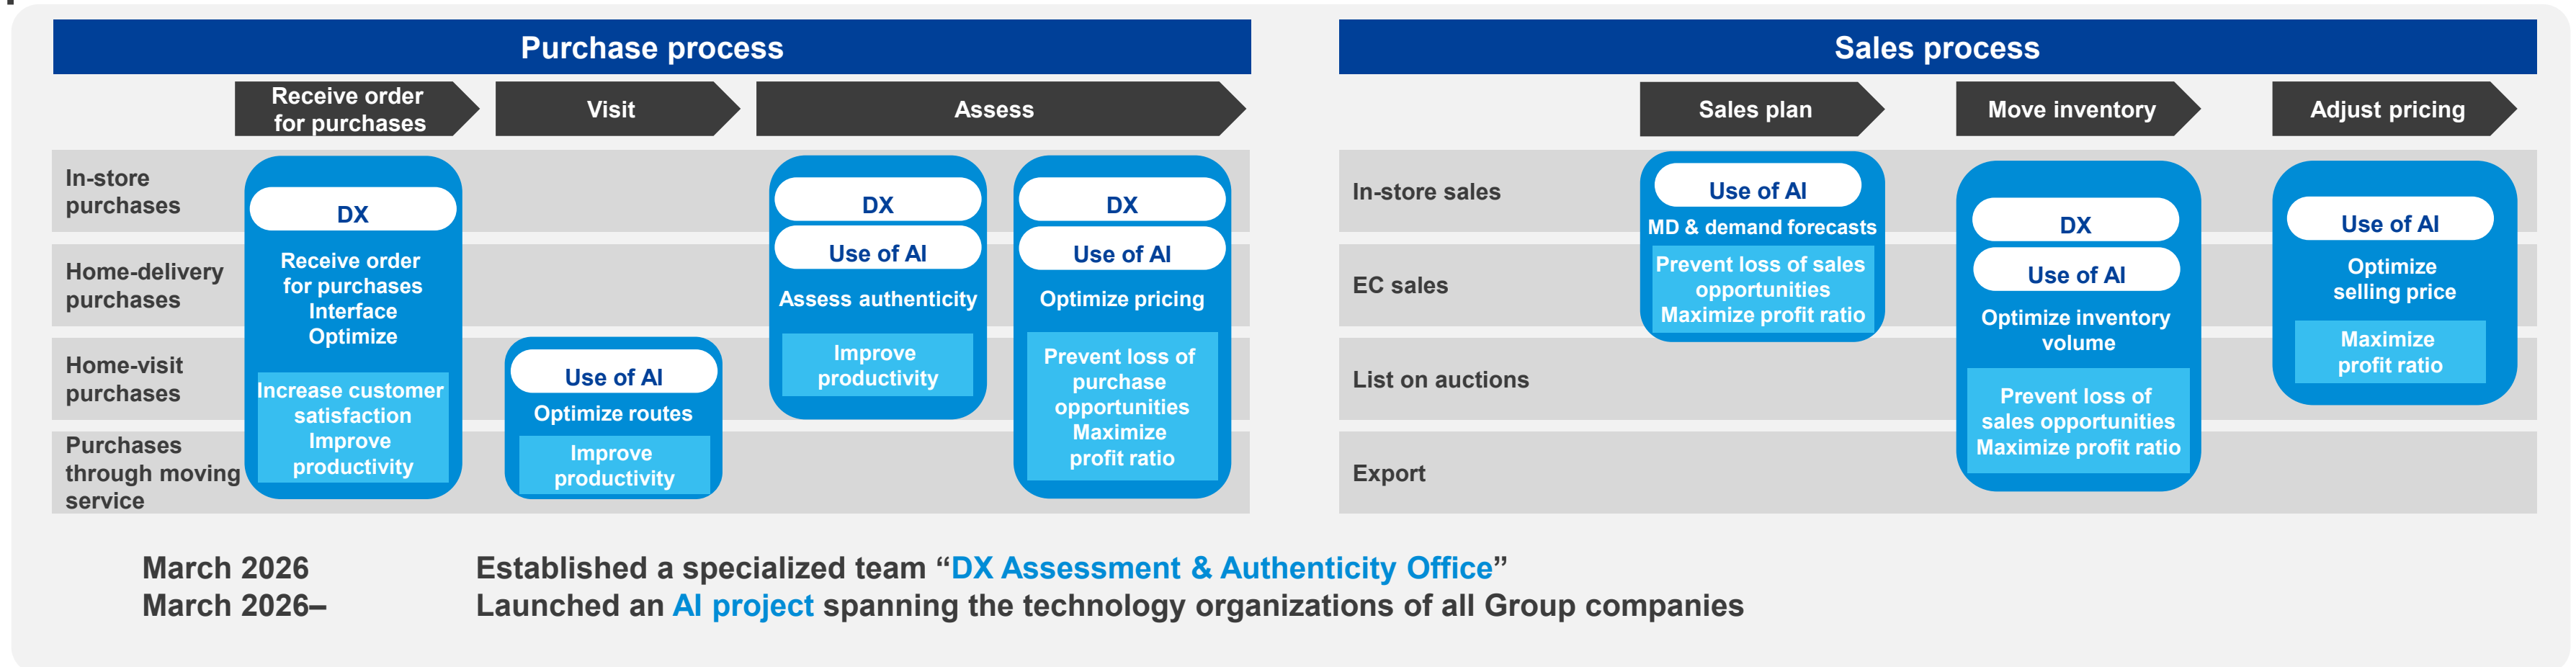 Purchase process
Receive order
for purchases
Visit
Assess
In-store
purchases
Home-delivery
purchases
Home-visit
purchases
Purchases
through moving
service
DX
Receive order
for purchases
Interface
Optimize
Increase customer
satisfaction
Improve
productivity
Use of AI
Optimize routes
Improve
productivity
DX
Use of AI
Assess authenticity
Improve
productivity
DX
Use of AI
Optimize pricing
Prevent loss of
purchase
opportunities
Maximize
profit ratio
Sales process
Sales plan
Move inventory
Adjust pricing
In-store sales
EC sales
List on auctions
Export
Use of AI
MD & demand forecasts
Prevent loss of sales
opportunities
Maximize profit ratio
DX
Use of AI
Optimize inventory
volume
Prevent loss of
sales opportunities
Maximize profit ratio
Use of AI
Optimize
selling price
Maximize
profit ratio
March 2026 Established a specialized team “DX Assessment & Authenticity Office”
March 2026– Launched an AI project spanning the technology organizations of all Group companies